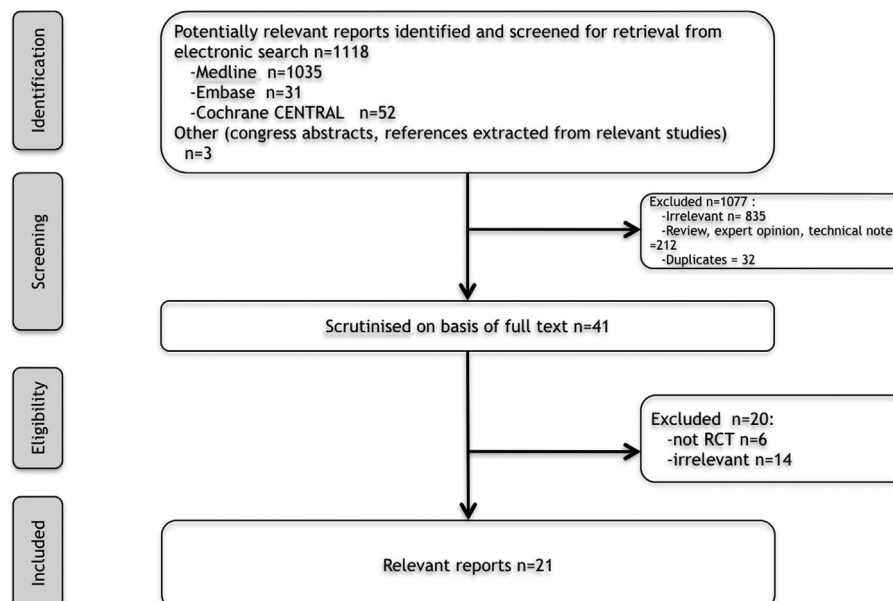 Identification
Potentially relevant reports identified and screened for retrieval from
electronic search n=1118
-Medline n=1035
-Embase n=31
-Cochrane CENTRAL n=52
Other (congress abstracts, references extracted from relevant studies)
n=3
Screening
Excluded n=1077 :
-Irrelevant n= 835
-Review, expert opinion, technical note
=212
-Duplicates = 32
Scrutinised on basis of full text n=41
Eligibility
Excluded n=20:
-not RCT n=6
-irrelevant n=14
Included
Relevant reports n=21